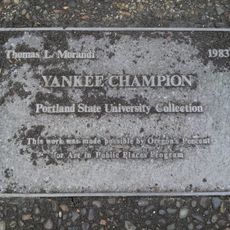 Thomas L. Morandi 1983
YANKEE CHAMPION
Portland State University Collection
This work was made possible by Oregon's Percent
for Art in Public Places Program